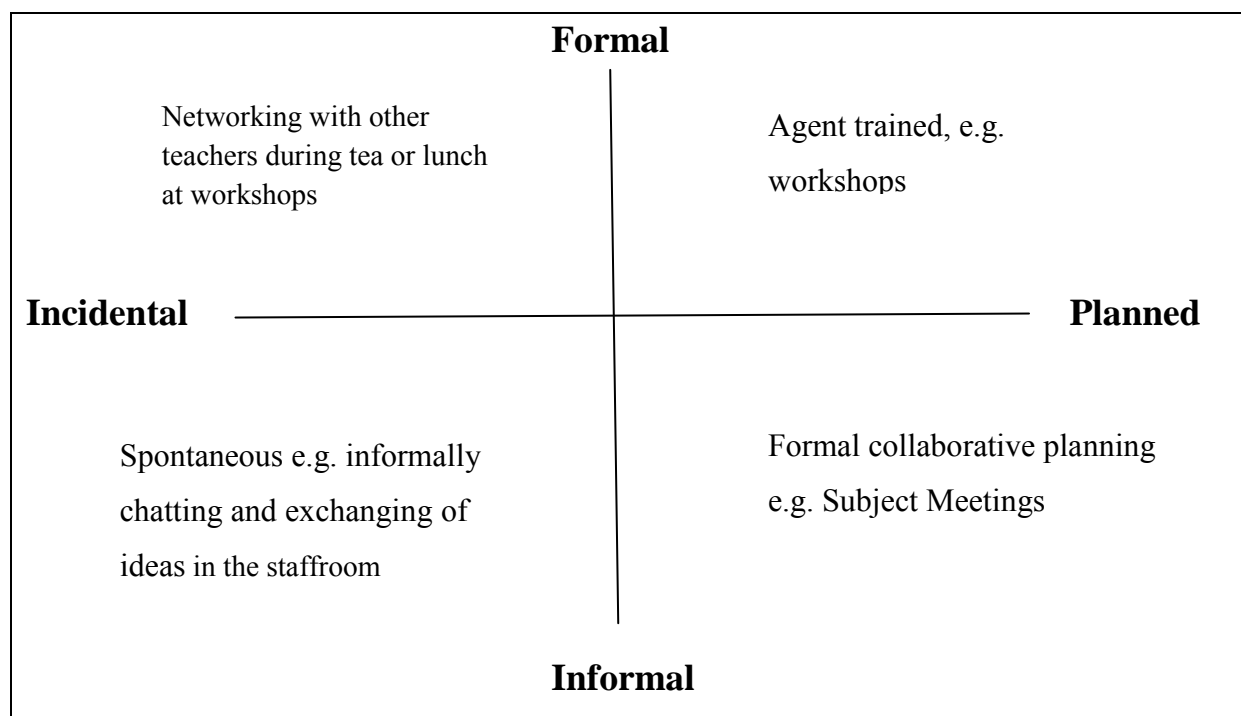 Formal
Networking with other
teachers during tea or lunch
at workshops
Agent trained, e.g.
workshops
Incidental
Planned
Spontaneous e.g. informally
chatting and exchanging of
ideas in the staffroom
Formal collaborative planning
e.g. Subject Meetings
Informal